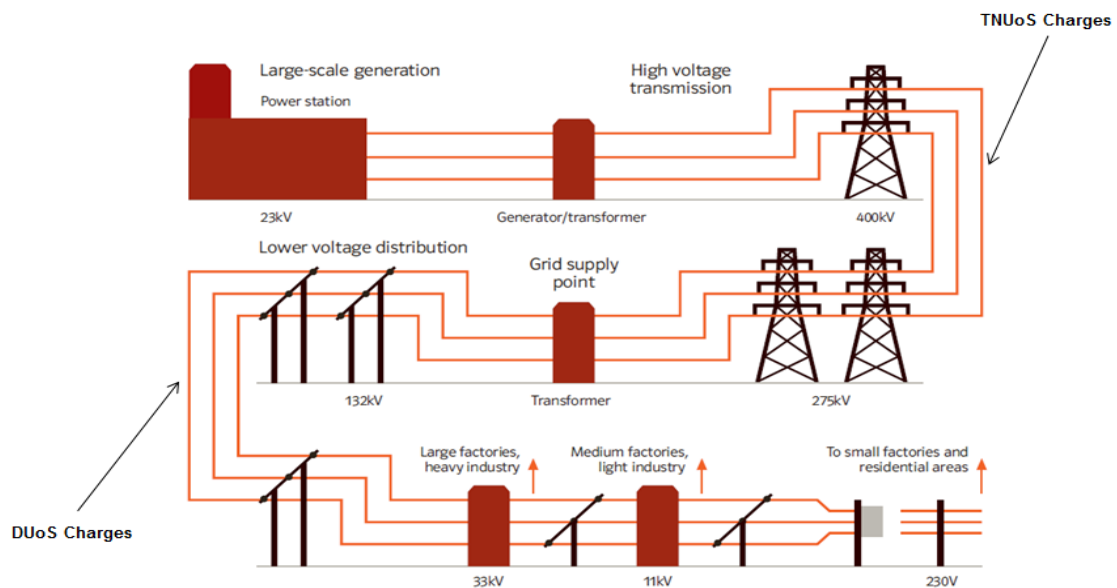 TNUoS Charges
Large-scale generation
Power station
High voltage
transmission
23kV
Generator/transformer
400kV
Lower voltage distribution
Grid supply
point
132kV
Transformer
275kV
Large factories,
heavy industry
Medium factories,
light industry
To small factories and
residential areas
DUoS Charges
33kV
11kV
230V